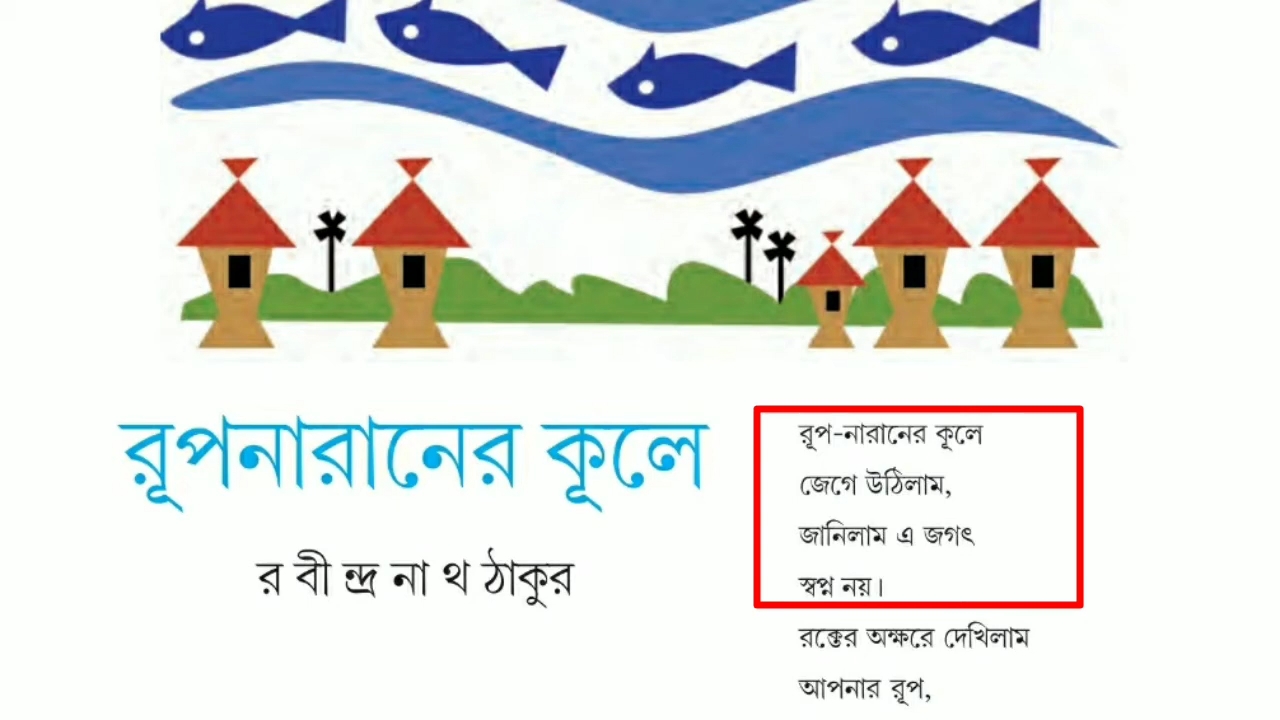 রূপনারানের কূলে
র বী ন্দ্র না থ ঠাকুর
রূপ-নারানের কূলে
জেগে উঠিলাম,
জানিলাম এ জগৎ
স্বপ্ন নয়।
রক্তের অক্ষরে দেখিলাম
আপনার রূপ,